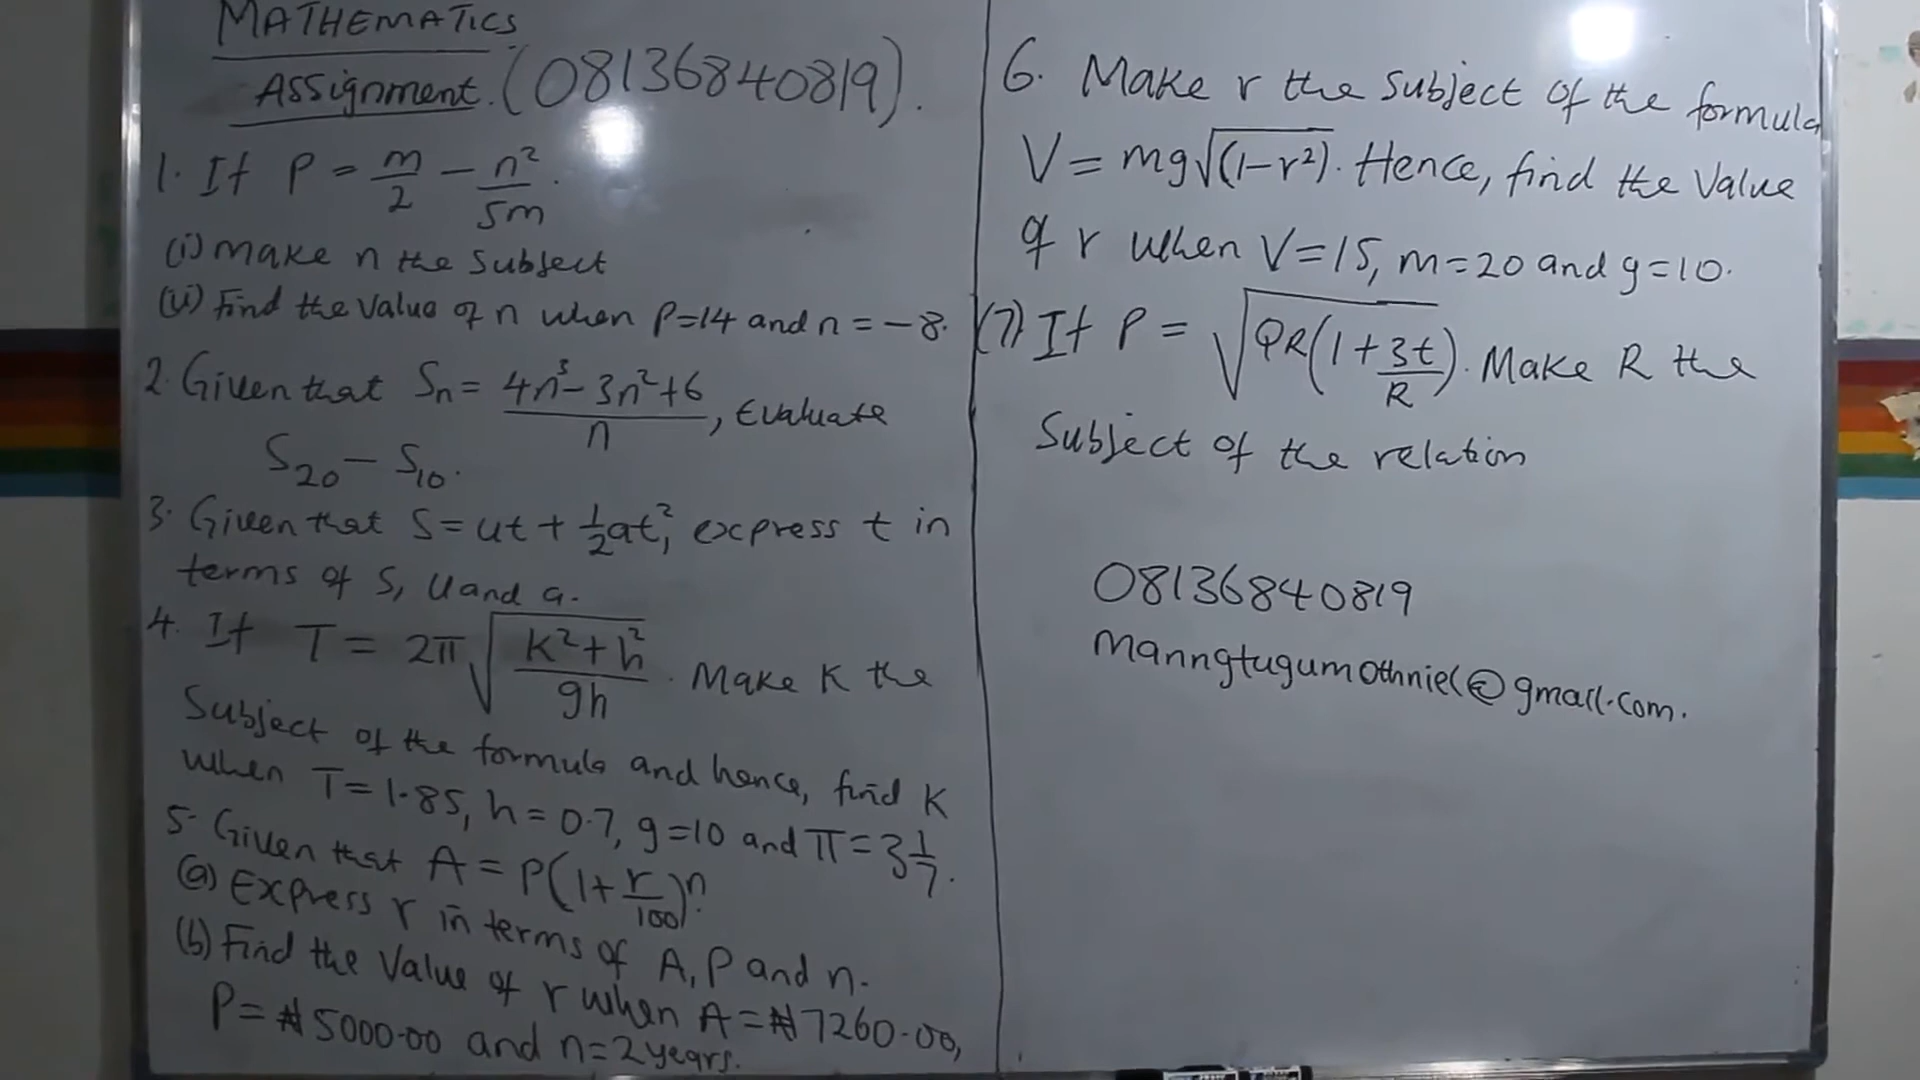 MATHEMATICS
Assignment. (08136840819).
1. If P = m/2 - n²/5m.
(i) make n the subject
(ii) Find the value of n when P=14 and n = -8.
2. Given that Sn = (4n³ - 3n² + 6)/n, Evaluate
S20 - S10.
3. Given that S = ut + ½at², express t in
terms of S, U and a.
4. If T = 2π√((K²+h²)/gh). Make K the
Subject of the formula and hence, find K
when T=1.85, h=0.7, g=10 and π=3 1/7.
5. Given that A = P(1 + r/100)ⁿ.
(a) Express r in terms of A, P and n.
(b) Find the value of r when A = ₦7260.00,
P = ₦5000.00 and n=2 years.
6. Make r the subject of the formula
V = mg√(1-r²). Hence, find the value
of r when V=15, m=20 and g=10.
(7) If P = √(QR(1 + 3t/R)). Make R the
Subject of the relation
08136840819
manngtugumothniel@gmail.com.